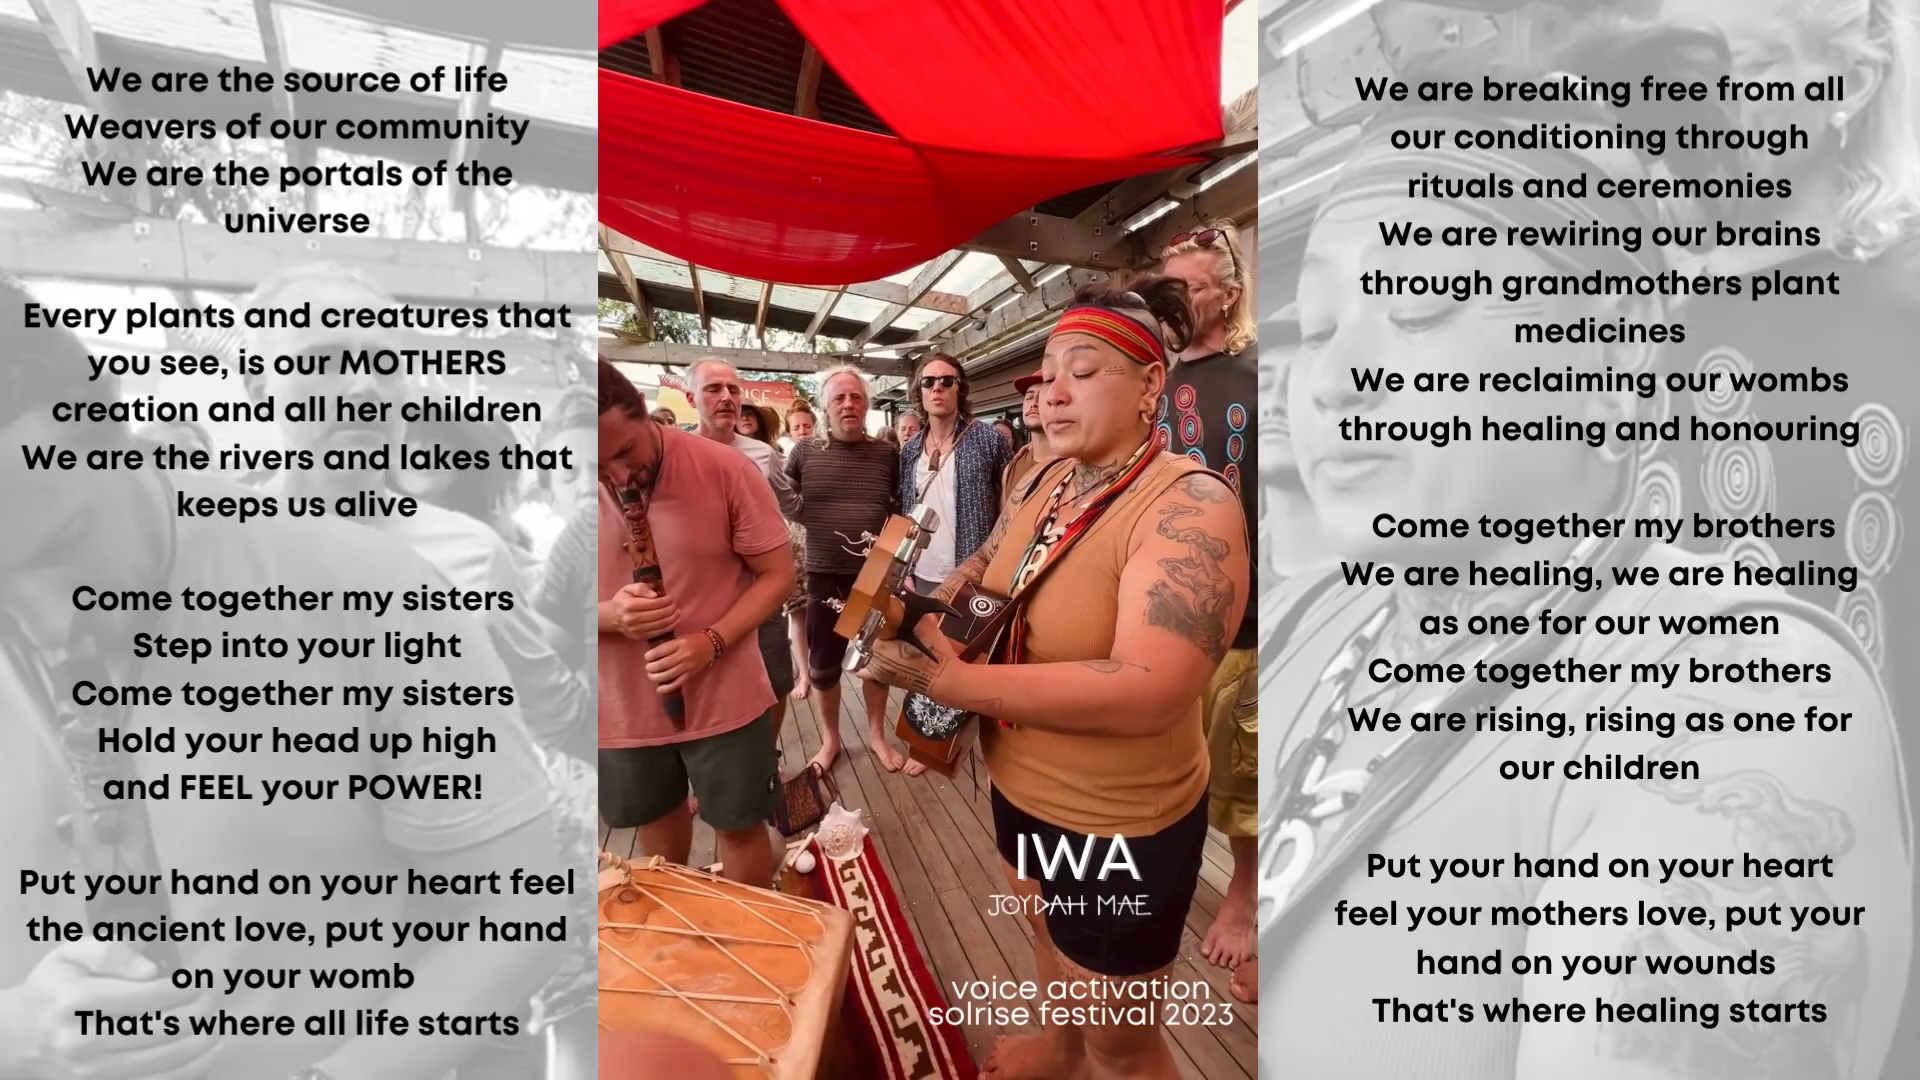 We are the source of life
Weavers of our community
We are the portals of the
universe
Every plants and creatures that
you see, is our MOTHERS
creation and all her children
We are the rivers and lakes that
keeps us alive
Come together my sisters
Step into your light
Come together my sisters
Hold your head up high
and FEEL your POWER!
Put your hand on your heart feel
the ancient love, put your hand
on your womb
That's where all life starts
IWA
JOYDAH MAE
voice activation
solrise festival 2023
We are breaking free from all
our conditioning through
rituals and ceremonies
We are rewiring our brains
through grandmothers plant
medicines
We are reclaiming our wombs
through healing and honouring
Come together my brothers
We are healing, we are healing
as one for our women
Come together my brothers
We are rising, rising as one for
our children
Put your hand on your heart
feel your mothers love, put your
hand on your wounds
That's where healing starts